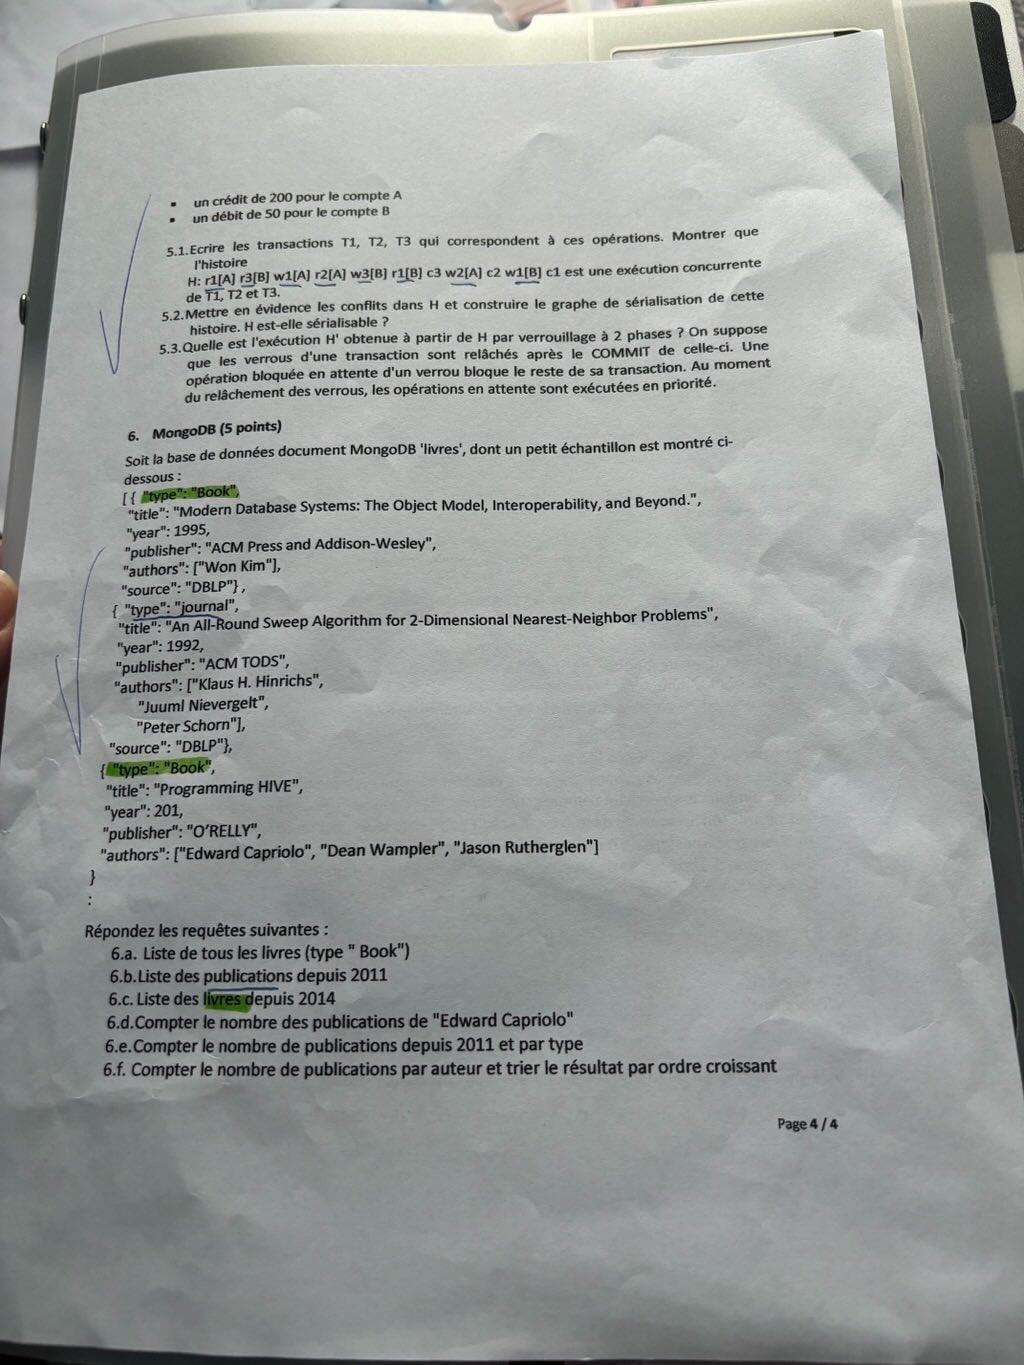 ▪ un crédit de 200 pour le compte A
▪ un débit de 50 pour le compte B
5.1.Ecrire les transactions T1, T2, T3 qui correspondent à ces opérations. Montrer que
l'histoire
H: r1[A] r3[B] w1[A] r2[A] w3[B] r1[B] c3 w2[A] c2 w1[B] c1 est une exécution concurrente
de T1, T2 et T3.
5.2.Mettre en évidence les conflits dans H et construire le graphe de sérialisation de cette
histoire. H est-elle sérialisable ?
5.3.Quelle est l'exécution H' obtenue à partir de H par verrouillage à 2 phases ? On suppose
que les verrous d'une transaction sont relâchés après le COMMIT de celle-ci. Une
opération bloquée en attente d'un verrou bloque le reste de sa transaction. Au moment
du relâchement des verrous, les opérations en attente sont exécutées en priorité.
6. MongoDB (5 points)
Soit la base de données document MongoDB 'livres', dont un petit échantillon est montré ci-
dessous :
[ { "type": "Book",
"title": "Modern Database Systems: The Object Model, Interoperability, and Beyond.",
"year": 1995,
"publisher": "ACM Press and Addison-Wesley",
"authors": ["Won Kim"],
"source": "DBLP"} ,
{ "type": "journal",
"title": "An All-Round Sweep Algorithm for 2-Dimensional Nearest-Neighbor Problems",
"year": 1992,
"publisher": "ACM TODS",
"authors": ["Klaus H. Hinrichs",
"Juuml Nievergelt",
"Peter Schorn"],
"source": "DBLP"},
{ "type": "Book",
"title": "Programming HIVE",
"year": 201,
"publisher": "O'RELLY",
"authors": ["Edward Capriolo", "Dean Wampler", "Jason Rutherglen"]
}
:
Répondez les requêtes suivantes :
6.a. Liste de tous les livres (type " Book")
6.b.Liste des publications depuis 2011
6.c. Liste des livres depuis 2014
6.d.Compter le nombre des publications de "Edward Capriolo"
6.e.Compter le nombre de publications depuis 2011 et par type
6.f. Compter le nombre de publications par auteur et trier le résultat par ordre croissant
Page 4 / 4